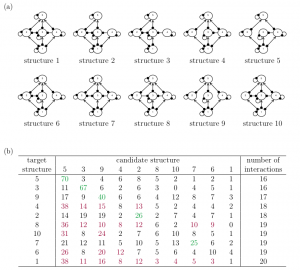 (a)
structure 1 structure 2 structure 3 structure 4 structure 5
structure 6 structure 7 structure 8 structure 9 structure 10
(b)
target candidate structure number of
structure 5 3 9 4 2 8 10 7 6 1 interactions
5 70 3 4 6 8 5 2 1 2 1 16
3 11 67 6 2 6 3 0 4 5 1 16
9 17 9 40 6 6 4 12 8 7 3 17
4 38 14 15 8 13 5 2 4 4 2 18
2 14 19 19 2 26 2 7 4 7 1 18
8 36 12 10 8 12 6 2 10 9 0 19
10 31 8 24 2 7 6 10 8 5 1 19
7 21 12 11 5 10 5 13 25 6 2 19
6 26 8 20 12 7 5 6 4 10 4 19
1 38 11 16 8 12 3 4 5 3 1 20